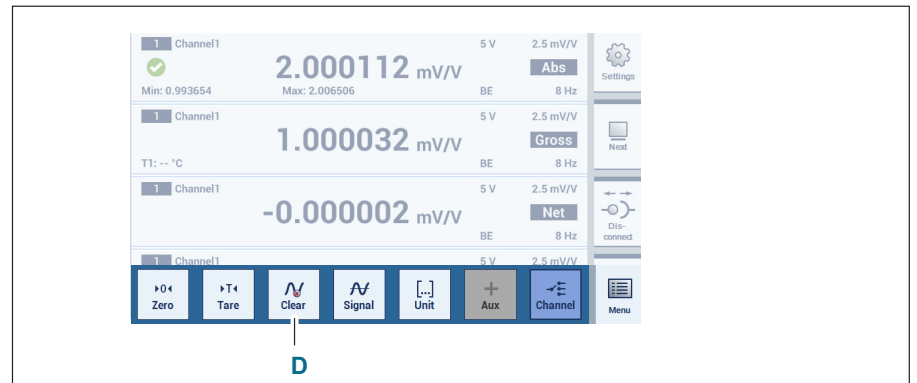 1 Channel1 5 V 2.5 mV/V
2.000112 mV/V Abs
Min: 0.993654 Max: 2.006506 BE 8 Hz
Settings
1 Channel1 5 V 2.5 mV/V
1.000032 mV/V Gross
T1: -- °C BE 8 Hz
Next
1 Channel1 5 V 2.5 mV/V
-0.000002 mV/V Net
BE 8 Hz
Dis-
connect
1 Channel1 5 V 2.5 mV/V
▸0◂ ▸T◂ [...] +
Zero Tare Clear Signal Unit Aux Channel Menu
D